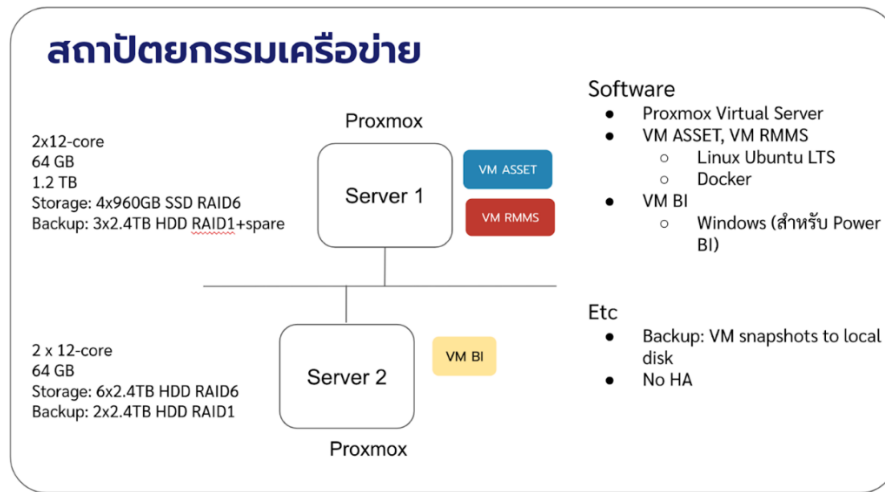 สถาปัตยกรรมเครือข่าย
Proxmox
2x12-core
64 GB
1.2 TB
Storage: 4x960GB SSD RAID6
Backup: 3x2.4TB HDD RAID1+spare
Server 1
VM ASSET
VM RMMS
2 x 12-core
64 GB
Storage: 6x2.4TB HDD RAID6
Backup: 2x2.4TB HDD RAID1
Server 2
VM BI
Proxmox
Software
● Proxmox Virtual Server
● VM ASSET, VM RMMS
○ Linux Ubuntu LTS
○ Docker
● VM BI
○ Windows (สำหรับ Power
BI)
Etc
● Backup: VM snapshots to local
disk
● No HA